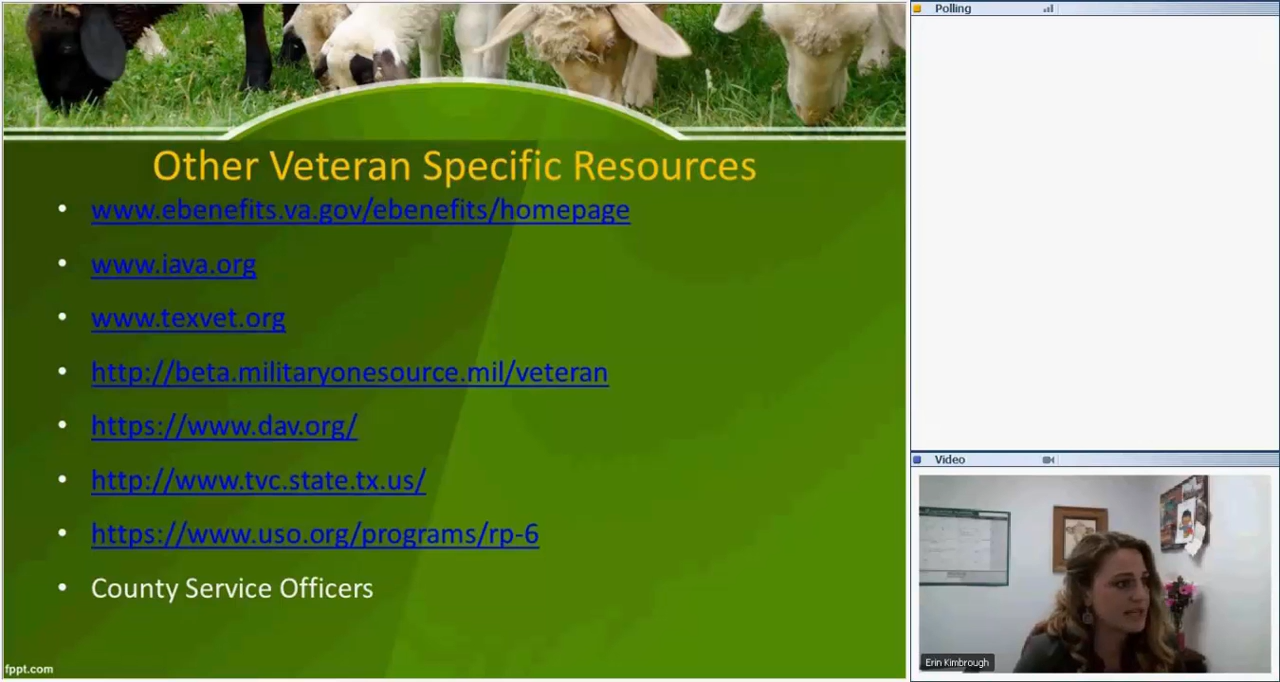 Other Veteran Specific Resources
• www.ebenefits.va.gov/ebenefits/homepage
• www.iava.org
• www.texvet.org
• http://beta.militaryonesource.mil/veteran
• https://www.dav.org/
• http://www.tvc.state.tx.us/
• https://www.uso.org/programs/rp-6
• County Service Officers
fppt.com
Polling
Video
Erin Kimbrough